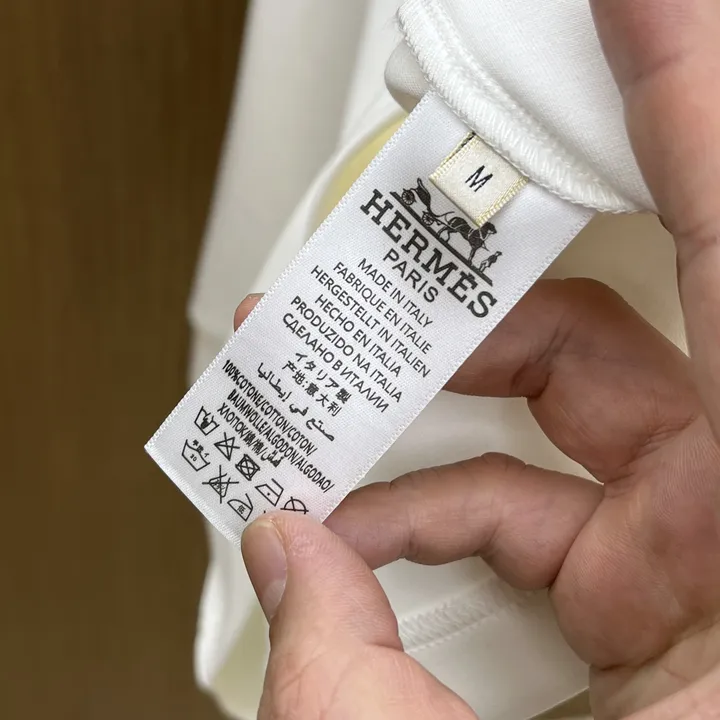 M
HERMÈS
PARIS
MADE IN ITALY
FABRIQUE EN ITALIE
HERGESTELLT IN ITALIEN
HECHO EN ITALIA
PRODUZIDO NA ITALIA
СДЕЛАНО В ИТАЛИИ
イタリア製
产地:意大利
صنع في إيطاليا
100%COTONE/COTTON/COTON/
BAUMWOLLE/ALGODON/ALGODAO/
ХЛОПОК/綿/棉/قطن